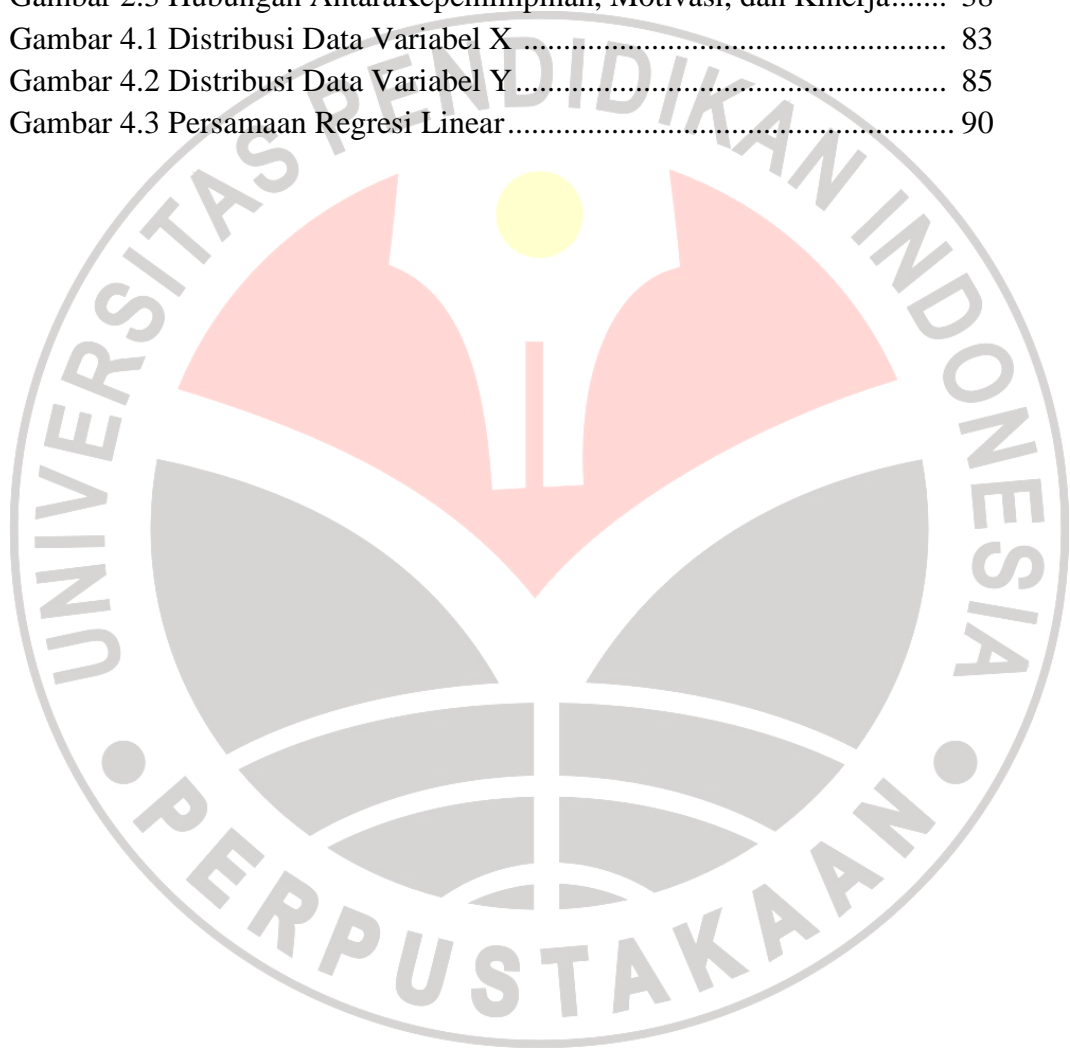 Gambar 2.3 Hubungan AntaraKepemimpinan, Motivasi, dan Kinerja....... 58
Gambar 4.1 Distribusi Data Variabel X .................................................... 83
Gambar 4.2 Distribusi Data Variabel Y..................................................... 85
Gambar 4.3 Persamaan Regresi Linear....................................................... 90
UNIVERSITAS PENDIDIKAN INDONESIA
PERPUSTAKAAN